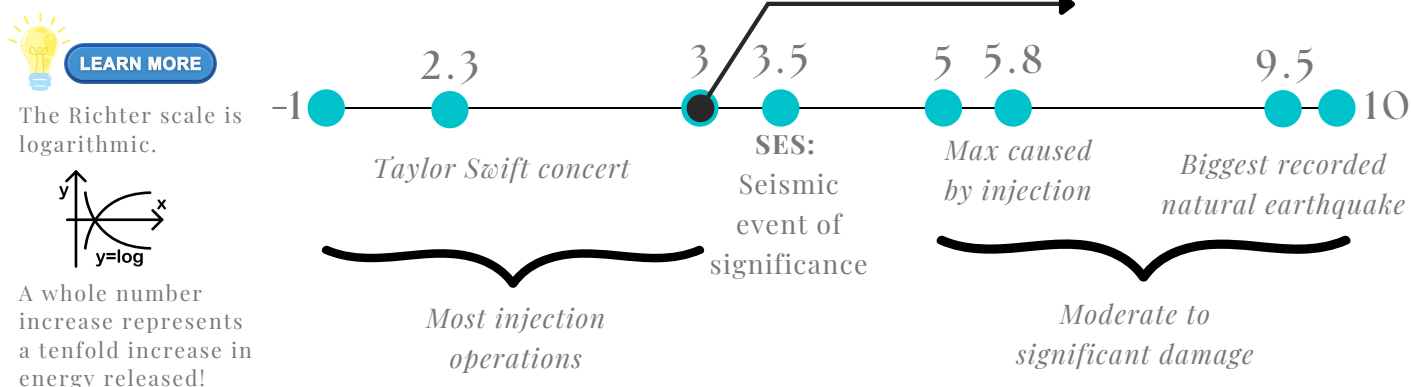 LEARN MORE
The Richter scale is
logarithmic.
y
x
y=log
A whole number
increase represents
a tenfold increase in
energy released!
-1
2.3
3
3.5
5
5.8
9.5
10
Taylor Swift concert
SES:
Seismic
event of
significance
Max caused
by injection
Biggest recorded
natural earthquake
Most injection
operations
Moderate to
significant damage